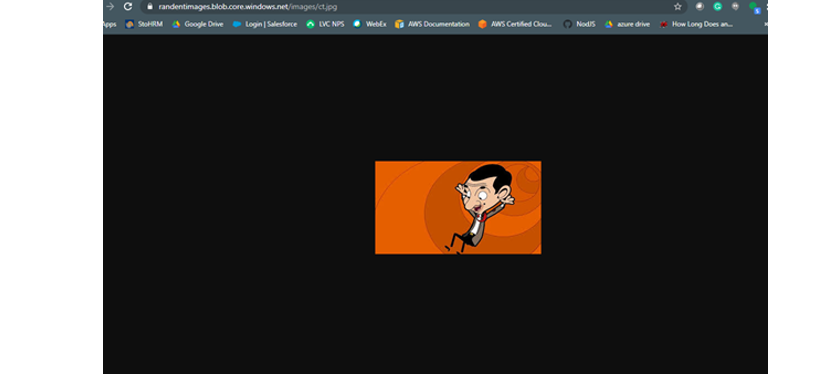 randentimages.blob.core.windows.net/images/ct.jpg
Apps StoHRM Google Drive Login | Salesforce LVC NPS WebEx AWS Documentation AWS Certified Clou... NodJS azure drive How Long Does an... »